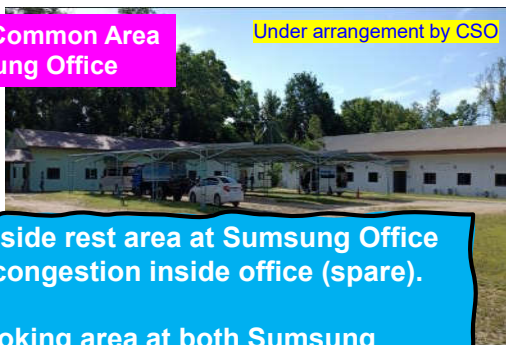 Common Area
ung Office
Under arrangement by CSO
side rest area at Sumsung Office
congestion inside office (spare).
oking area at both Sumsung